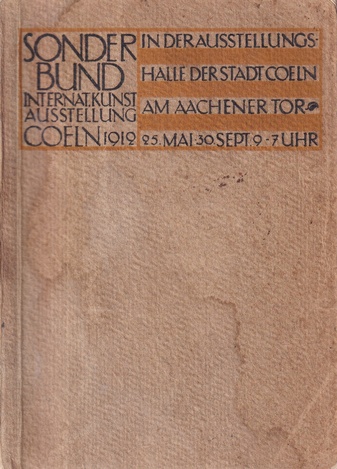 SONDER
BUND
INTERNAT. KUNST
AUSSTELLUNG
COELN 1912
IN DER AUSSTELLUNGS-
HALLE DER STADT COELN
AM AACHENER TOR
25. MAI-30. SEPT. 9-7 UHR